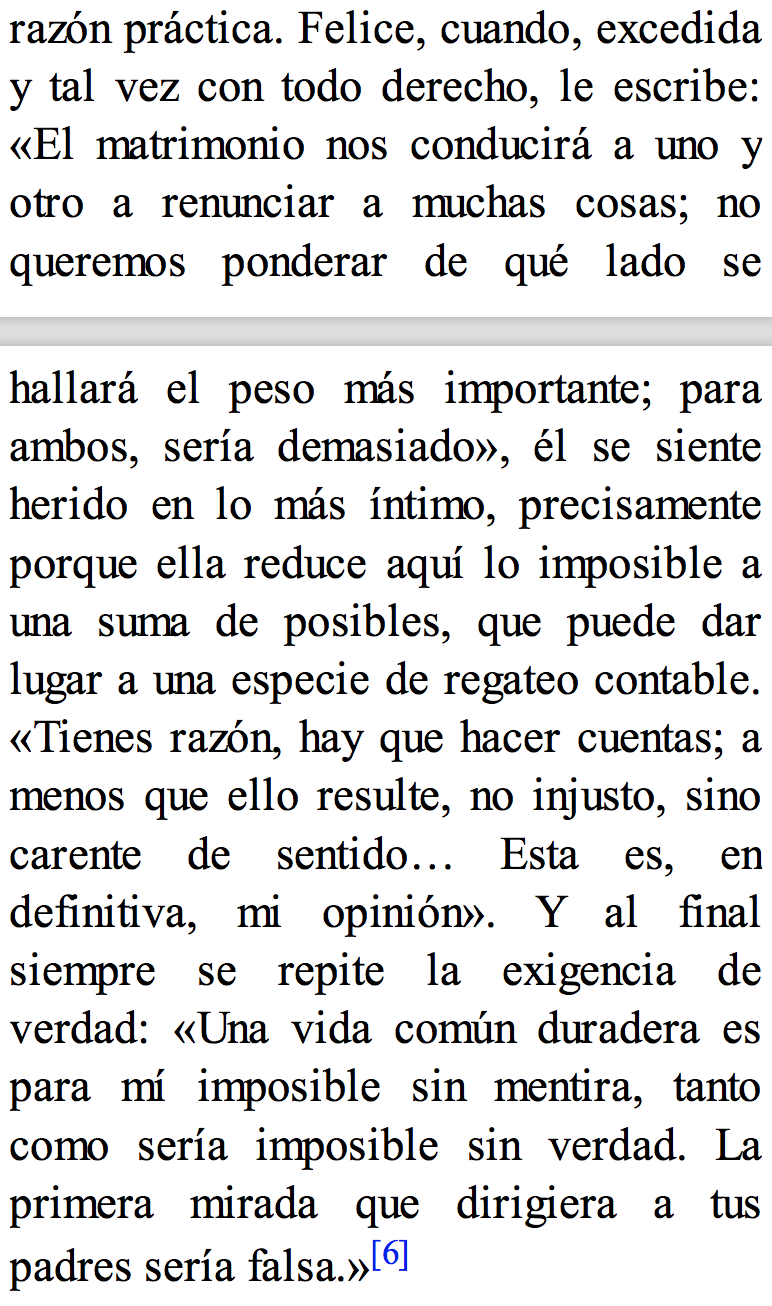 razón práctica. Felice, cuando, excedida
y tal vez con todo derecho, le escribe:
«El matrimonio nos conducirá a uno y
otro a renunciar a muchas cosas; no
queremos ponderar de qué lado se
hallará el peso más importante; para
ambos, sería demasiado», él se siente
herido en lo más íntimo, precisamente
porque ella reduce aquí lo imposible a
una suma de posibles, que puede dar
lugar a una especie de regateo contable.
«Tienes razón, hay que hacer cuentas; a
menos que ello resulte, no injusto, sino
carente de sentido… Esta es, en
definitiva, mi opinión». Y al final
siempre se repite la exigencia de
verdad: «Una vida común duradera es
para mí imposible sin mentira, tanto
como sería imposible sin verdad. La
primera mirada que dirigiera a tus
padres sería falsa.»[6]